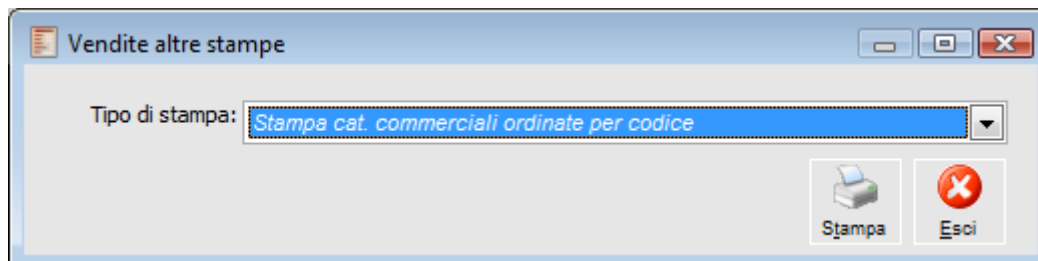 Vendite altre stampe
Tipo di stampa: Stampa cat. commerciali ordinate per codice
Stampa Esci